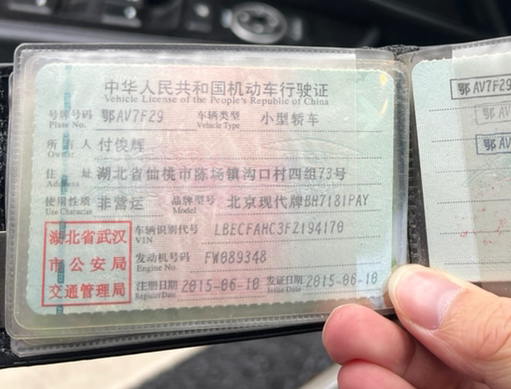 中华人民共和国机动车行驶证
Vehicle License of the People's Republic of China
号牌号码 鄂AV7F29 车辆类型 小型轿车
Plate No. Vehicle Type
所有人 付俊辉
Owner
住址 湖北省仙桃市陈场镇沟口村四组73号
Address
使用性质 非营运 品牌型号 北京现代牌BH7181PAY
Use Character Model
湖北省武汉
市公安局
交通管理局
车辆识别代号 LBECFAHC3FZ194170
VIN
发动机号码 FW089348
Engine No.
注册日期 2015-06-10 发证日期 2015-06-10
Register Date Issue Date
鄂AV7F29
鄂AV7
鄂AV7